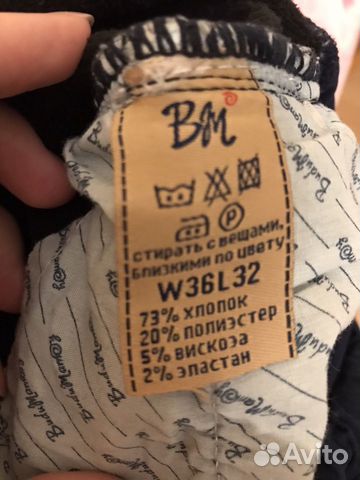 BM
P
стирать с вещами,
близкими по цвету
W36L32
73% хлопок
20% полиэстер
5% вискоза
2% эластан
Avito